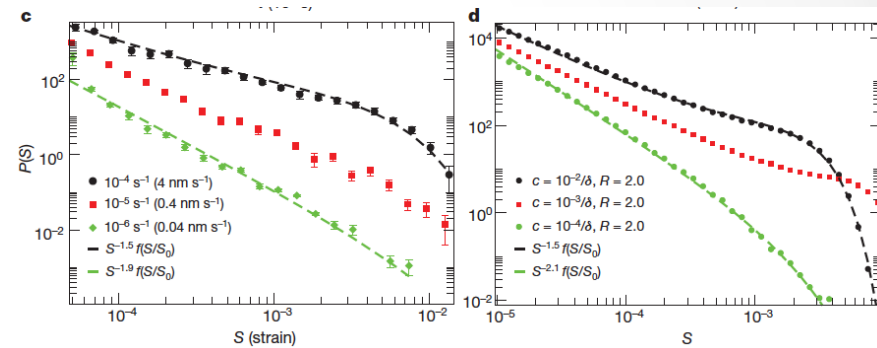 c
P(S)
10²
10⁰
10⁻²
10⁻⁴ s⁻¹ (4 nm s⁻¹)
10⁻⁵ s⁻¹ (0.4 nm s⁻¹)
10⁻⁶ s⁻¹ (0.04 nm s⁻¹)
S⁻¹·⁵ f(S/S₀)
S⁻¹·⁹ f(S/S₀)
10⁻⁴
10⁻³
10⁻²
S (strain)
d
10⁴
10²
10⁰
10⁻²
c = 10⁻²/δ, R = 2.0
c = 10⁻³/δ, R = 2.0
c = 10⁻⁴/δ, R = 2.0
S⁻¹·⁵ f(S/S₀)
S⁻²·¹ f(S/S₀)
10⁻⁵
10⁻⁴
10⁻³
S